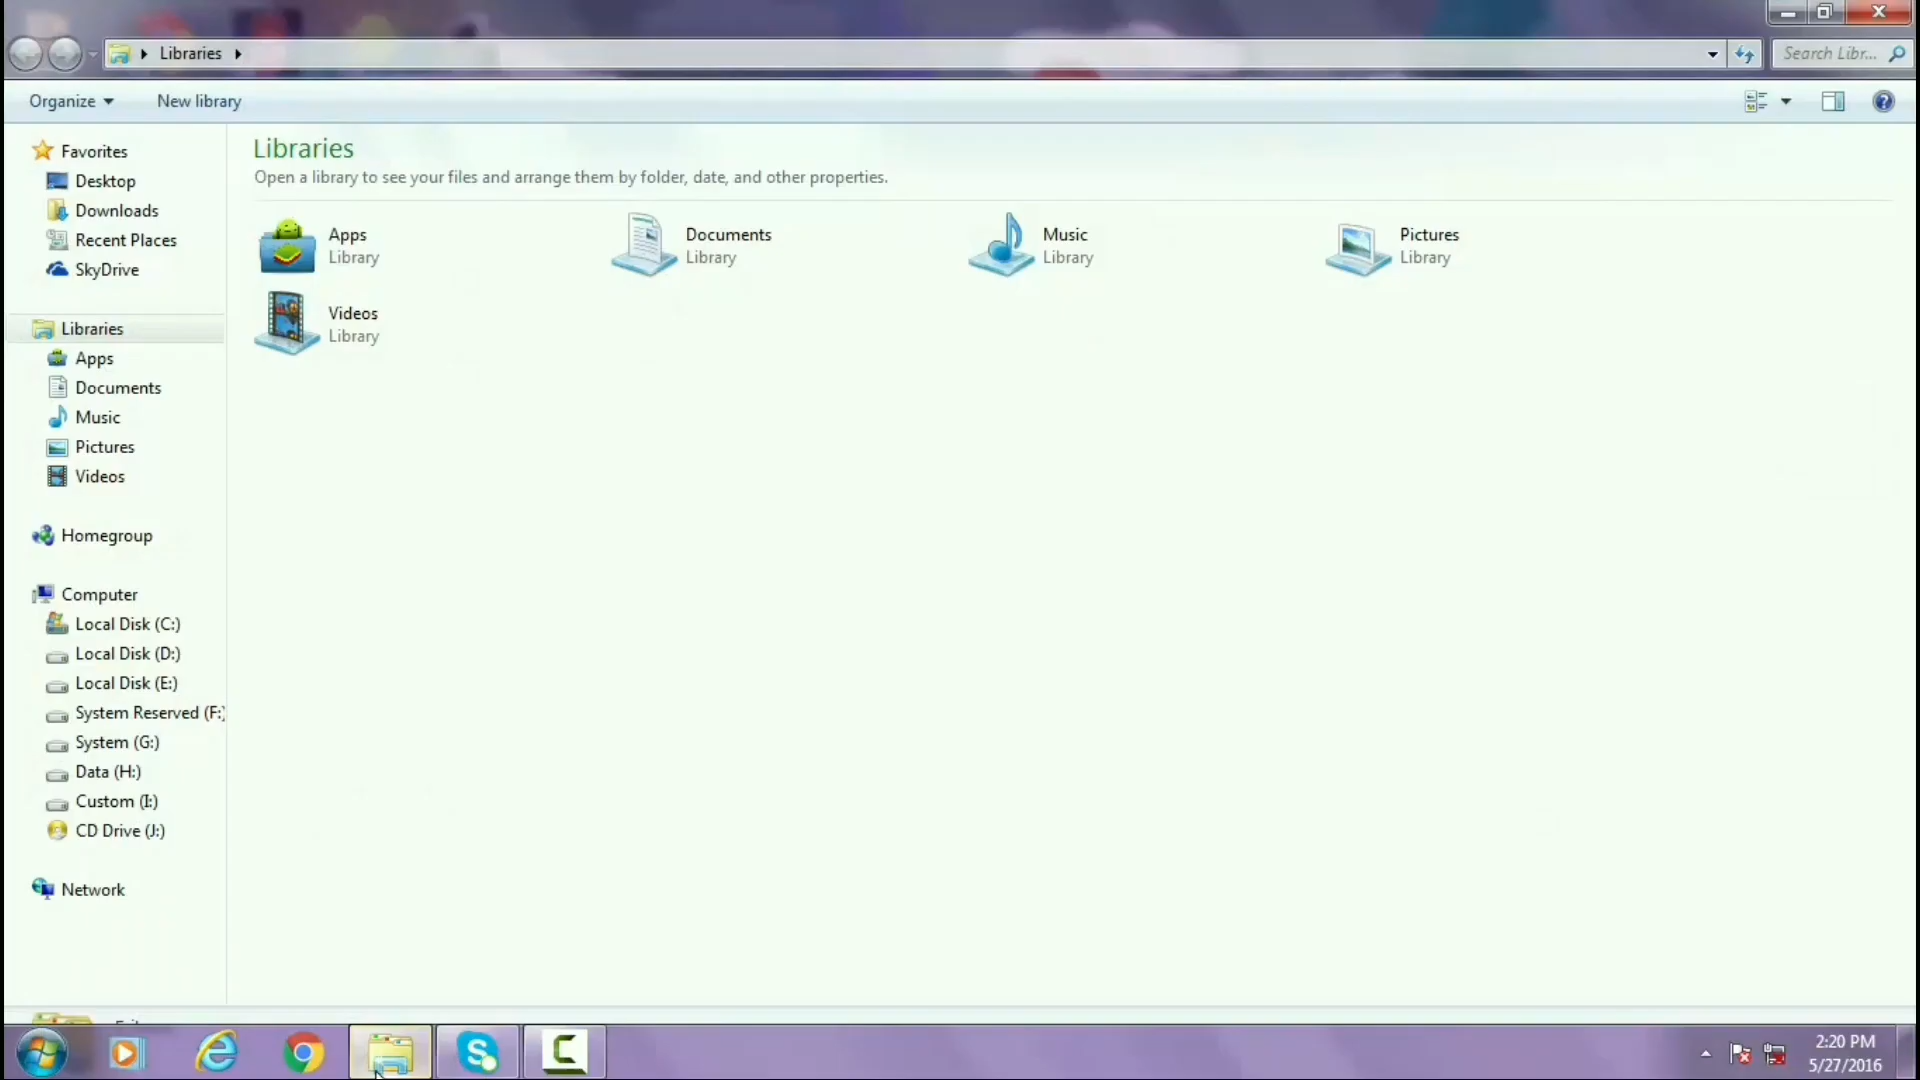 Libraries
Search Libr...
Organize
New library
Favorites
Desktop
Downloads
Recent Places
SkyDrive
Libraries
Apps
Documents
Music
Pictures
Videos
Homegroup
Computer
Local Disk (C:)
Local Disk (D:)
Local Disk (E:)
System Reserved (F:)
System (G:)
Data (H:)
Custom (I:)
CD Drive (J:)
Network
Libraries
Open a library to see your files and arrange them by folder, date, and other properties.
Apps
Library
Documents
Library
Music
Library
Pictures
Library
Videos
Library
2:20 PM
5/27/2016